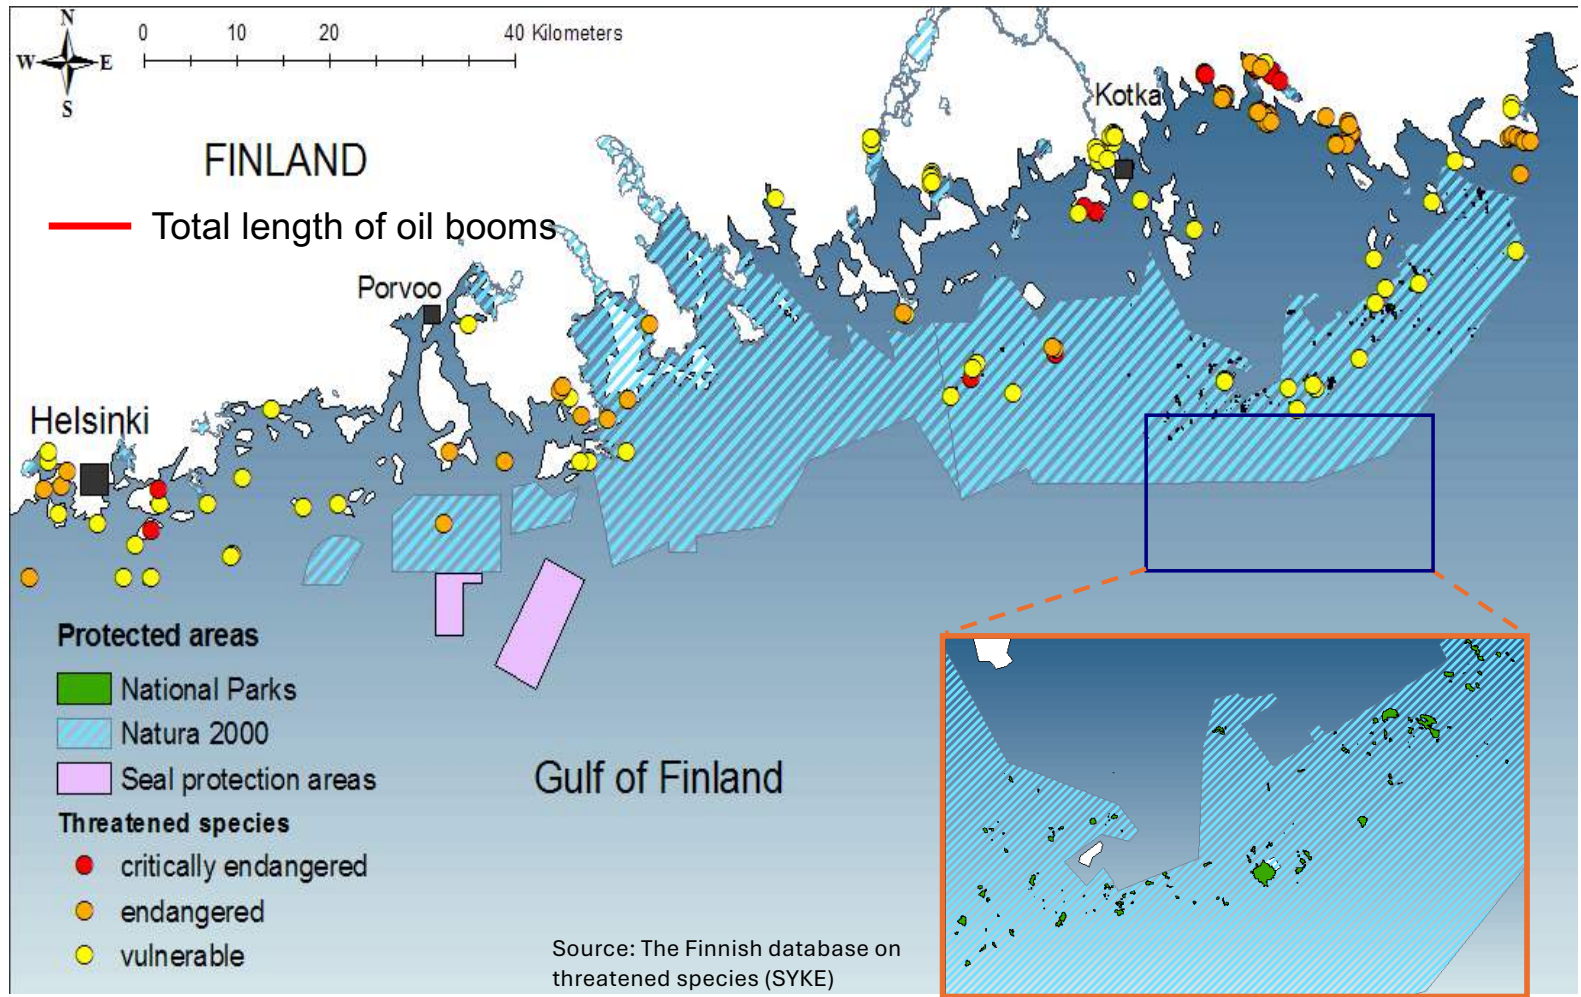 N
W E
S
0 10 20 40 Kilometers
FINLAND
Total length of oil booms
Kotka
Porvoo
Helsinki
Protected areas
National Parks
Natura 2000
Seal protection areas
Threatened species
critically endangered
endangered
vulnerable
Gulf of Finland
Source: The Finnish database on
threatened species (SYKE)